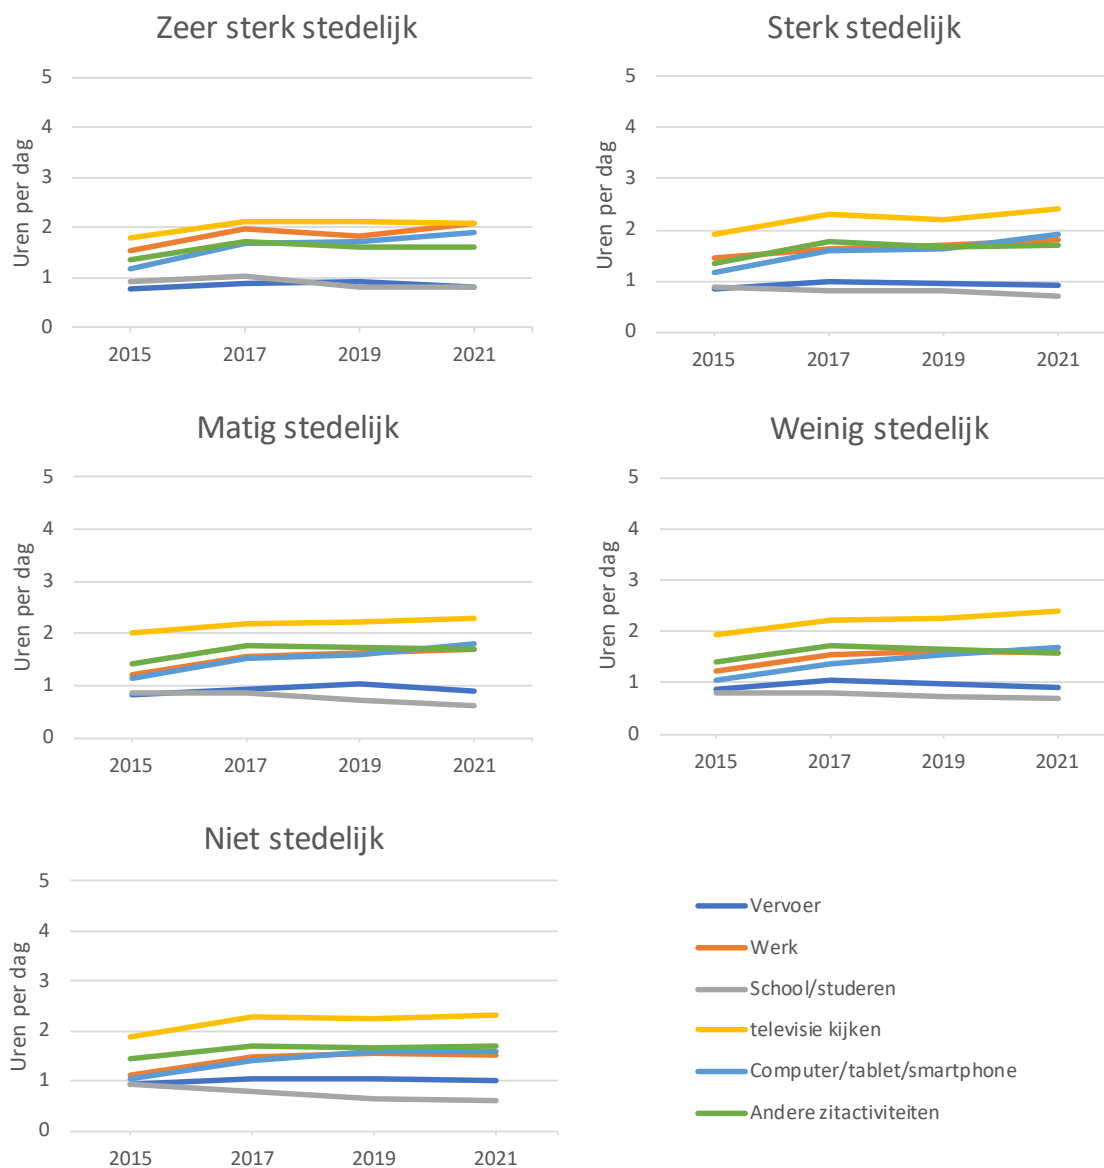 Zeer sterk stedelijk
5
4
3
2
1
0
Uren per dag
2015 2017 2019 2021
Sterk stedelijk
5
4
3
2
1
0
Uren per dag
2015 2017 2019 2021
Matig stedelijk
5
4
3
2
1
0
Uren per dag
2015 2017 2019 2021
Weinig stedelijk
5
4
3
2
1
0
Uren per dag
2015 2017 2019 2021
Niet stedelijk
5
4
3
2
1
0
Uren per dag
2015 2017 2019 2021
Vervoer
Werk
School/studeren
televisie kijken
Computer/tablet/smartphone
Andere zitactiviteiten